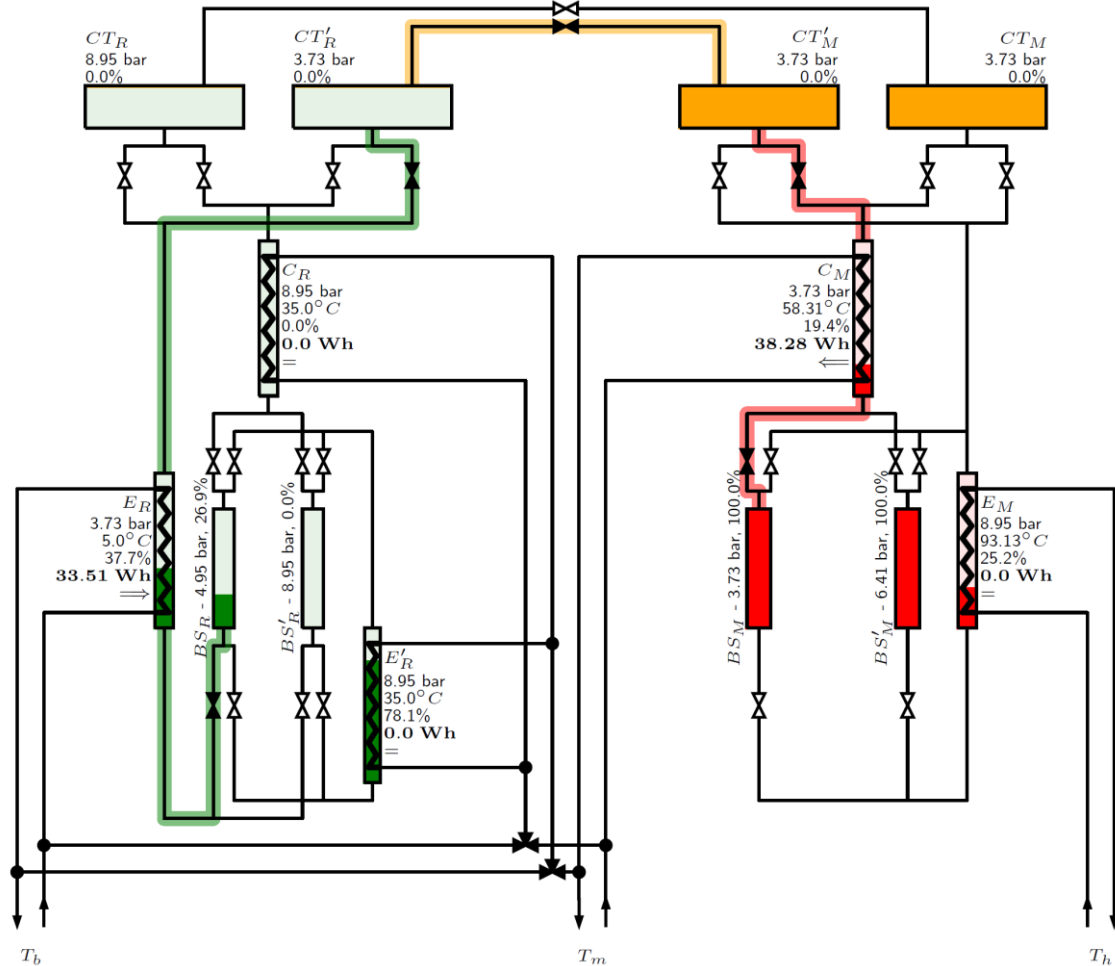 CT_R
8.95 bar
0.0%
CT'_R
3.73 bar
0.0%
CT'_M
3.73 bar
0.0%
CT_M
3.73 bar
0.0%
C_R
8.95 bar
35.0°C
0.0%
0.0 Wh
=
C_M
3.73 bar
58.31°C
19.4%
38.28 Wh
⇐
E_R
3.73 bar
5.0°C
37.7%
33.51 Wh
⇒
BS_R - 4.95 bar, 26.9%
BS'_R - 8.95 bar, 0.0%
E'_R
8.95 bar
35.0°C
78.1%
0.0 Wh
=
BS_M - 3.73 bar, 100.0%
BS'_M - 6.41 bar, 100.0%
E_M
8.95 bar
93.13°C
25.2%
0.0 Wh
=
T_b
T_m
T_h